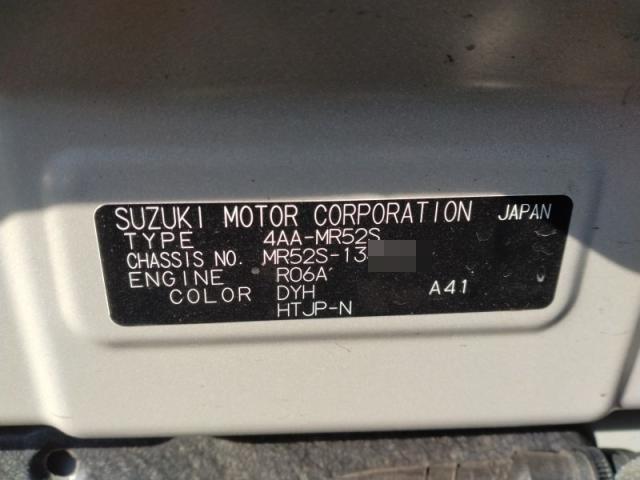 SUZUKI MOTOR CORPORATION JAPAN
TYPE 4AA-MR52S
CHASSIS NO. MR52S-13
ENGINE R06A
COLOR DYH A41
HTJP-N